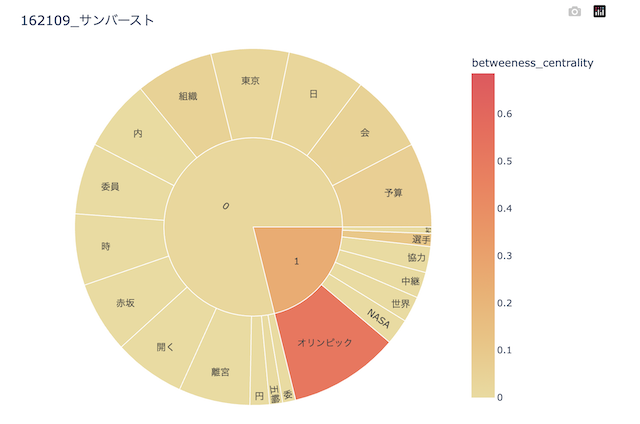 162109_サンバースト
betweeness_centrality
0.6
0.5
0.4
0.3
0.2
0.1
0
東京
日
会
予算
組織
内
委員
時
赤坂
開く
離宮
円
委
0
1
選手
協力
中継
世界
NASA
オリンピック